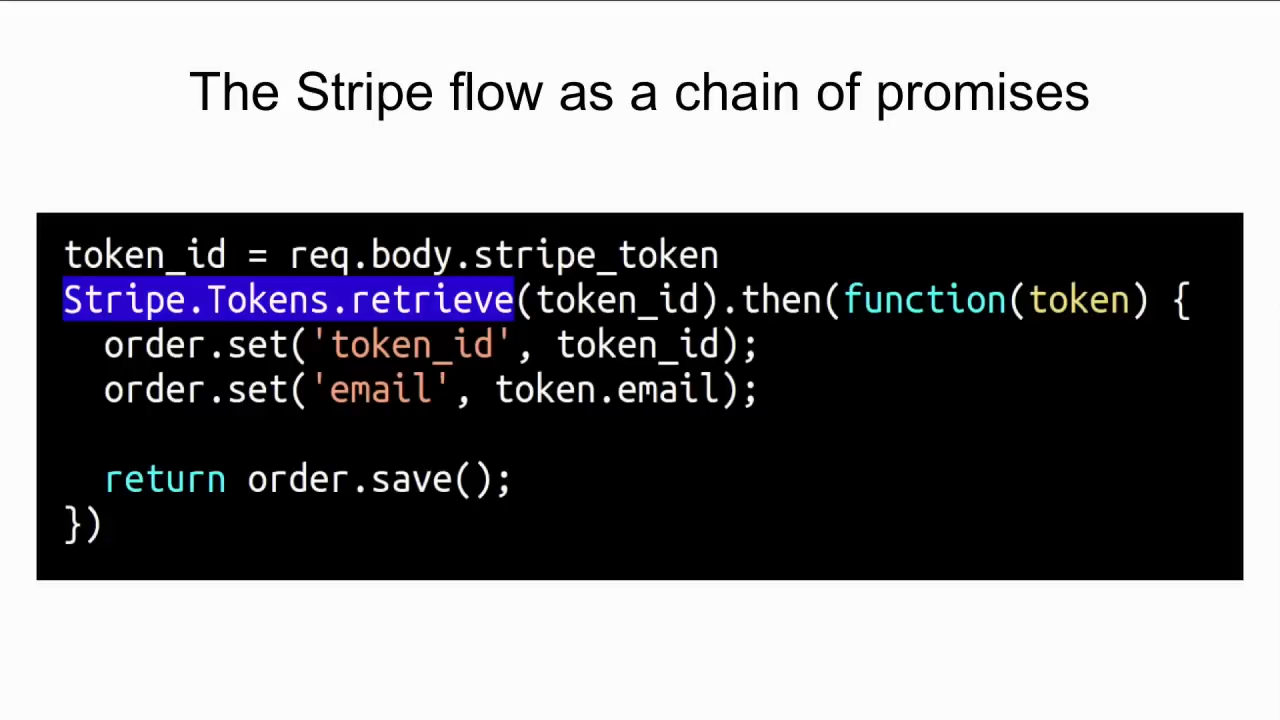 The Stripe flow as a chain of promises
token_id = req.body.stripe_token
Stripe.Tokens.retrieve(token_id).then(function(token) {
  order.set('token_id', token_id);
  order.set('email', token.email);
  return order.save();
})